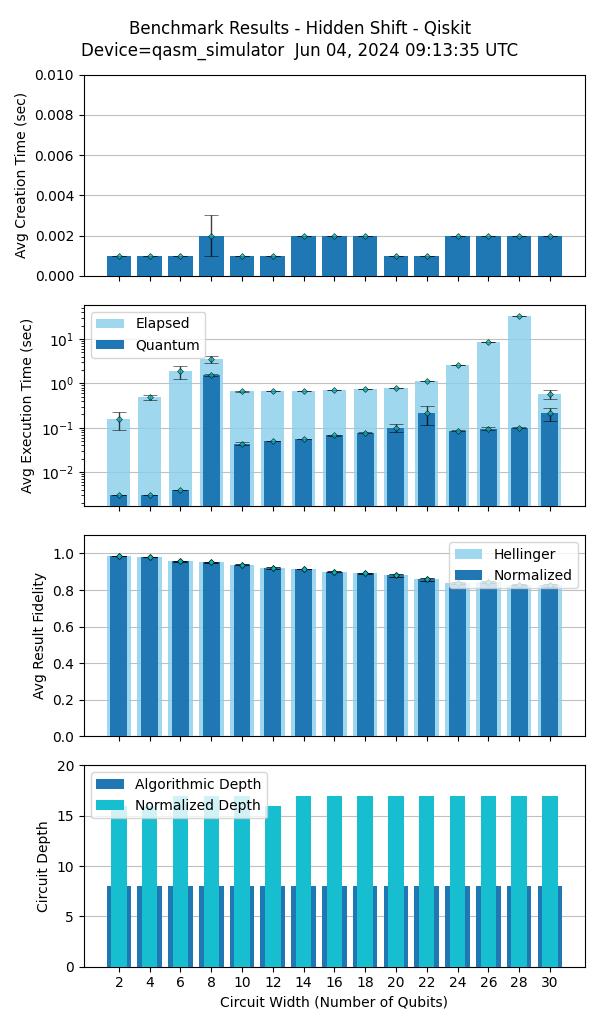 Benchmark Results - Hidden Shift - Qiskit
Device=qasm_simulator  Jun 04, 2024 09:13:35 UTC
Avg Creation Time (sec)
0.010
0.008
0.006
0.004
0.002
0.000
Avg Execution Time (sec)
10¹
10⁰
10⁻¹
10⁻²
Elapsed
Quantum
Avg Result Fidelity
1.0
0.8
0.6
0.4
0.2
0.0
Hellinger
Normalized
Circuit Depth
20
15
10
5
0
Algorithmic Depth
Normalized Depth
2 4 6 8 10 12 14 16 18 20 22 24 26 28 30
Circuit Width (Number of Qubits)